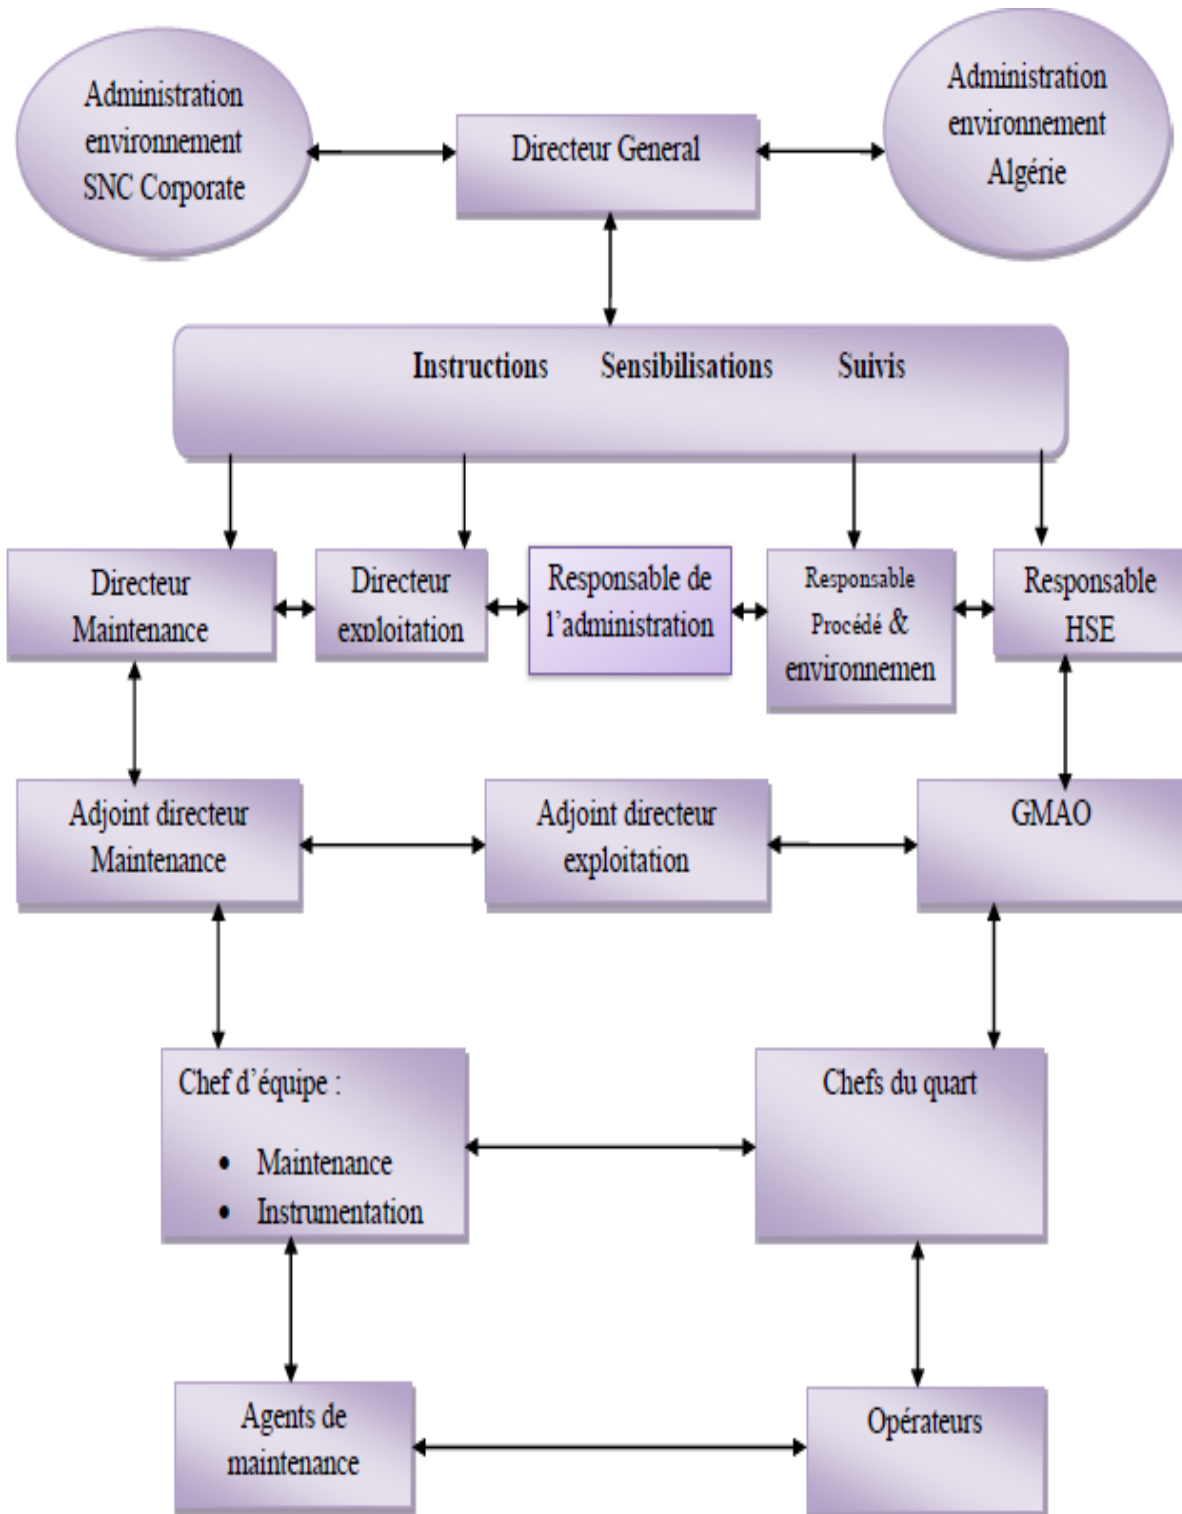 Administration
environnement
SNC Corporate
Directeur General
Administration
environnement
Algérie
Instructions Sensibilisations Suivis
Directeur
Maintenance
Directeur
exploitation
Responsable de
l’administration
Responsable
Procédé &
environnemen
Responsable
HSE
Adjoint directeur
Maintenance
Adjoint directeur
exploitation
GMAO
Chef d’équipe :
• Maintenance
• Instrumentation
Chefs du quart
Agents de
maintenance
Opérateurs